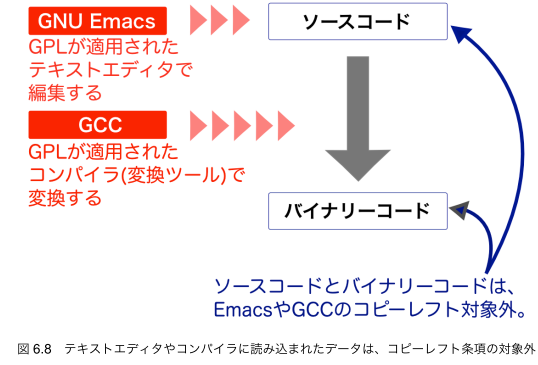 GNU Emacs
GPLが適用された
テキストエディタで
編集する
ソースコード
GCC
GPLが適用された
コンパイラ(変換ツール)で
変換する
バイナリーコード
ソースコードとバイナリーコードは、
EmacsやGCCのコピーレフト対象外。
図 6.8　テキストエディタやコンパイラに読み込まれたデータは、コピーレフト条項の対象外